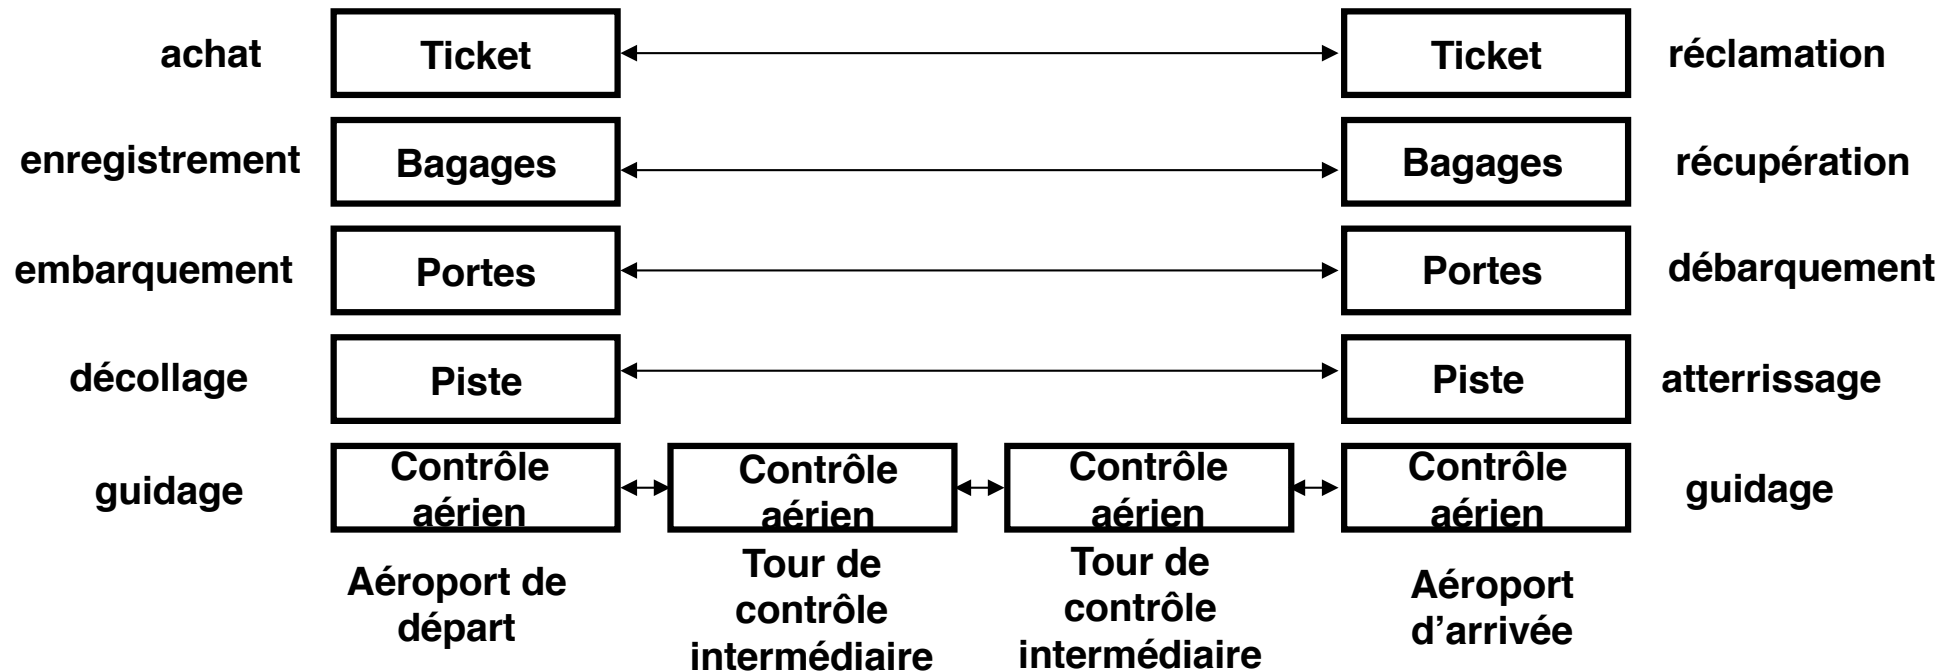 achat Ticket Ticket réclamation
enregistrement Bagages Bagages récupération
embarquement Portes Portes débarquement
décollage Piste Piste atterrissage
guidage
Contrôle
aérien
Contrôle
aérien
Contrôle
aérien
Contrôle
aérien
guidage
Aéroport de
départ
Tour de
contrôle
intermédiaire
Tour de
contrôle
intermédiaire
Aéroport
d’arrivée